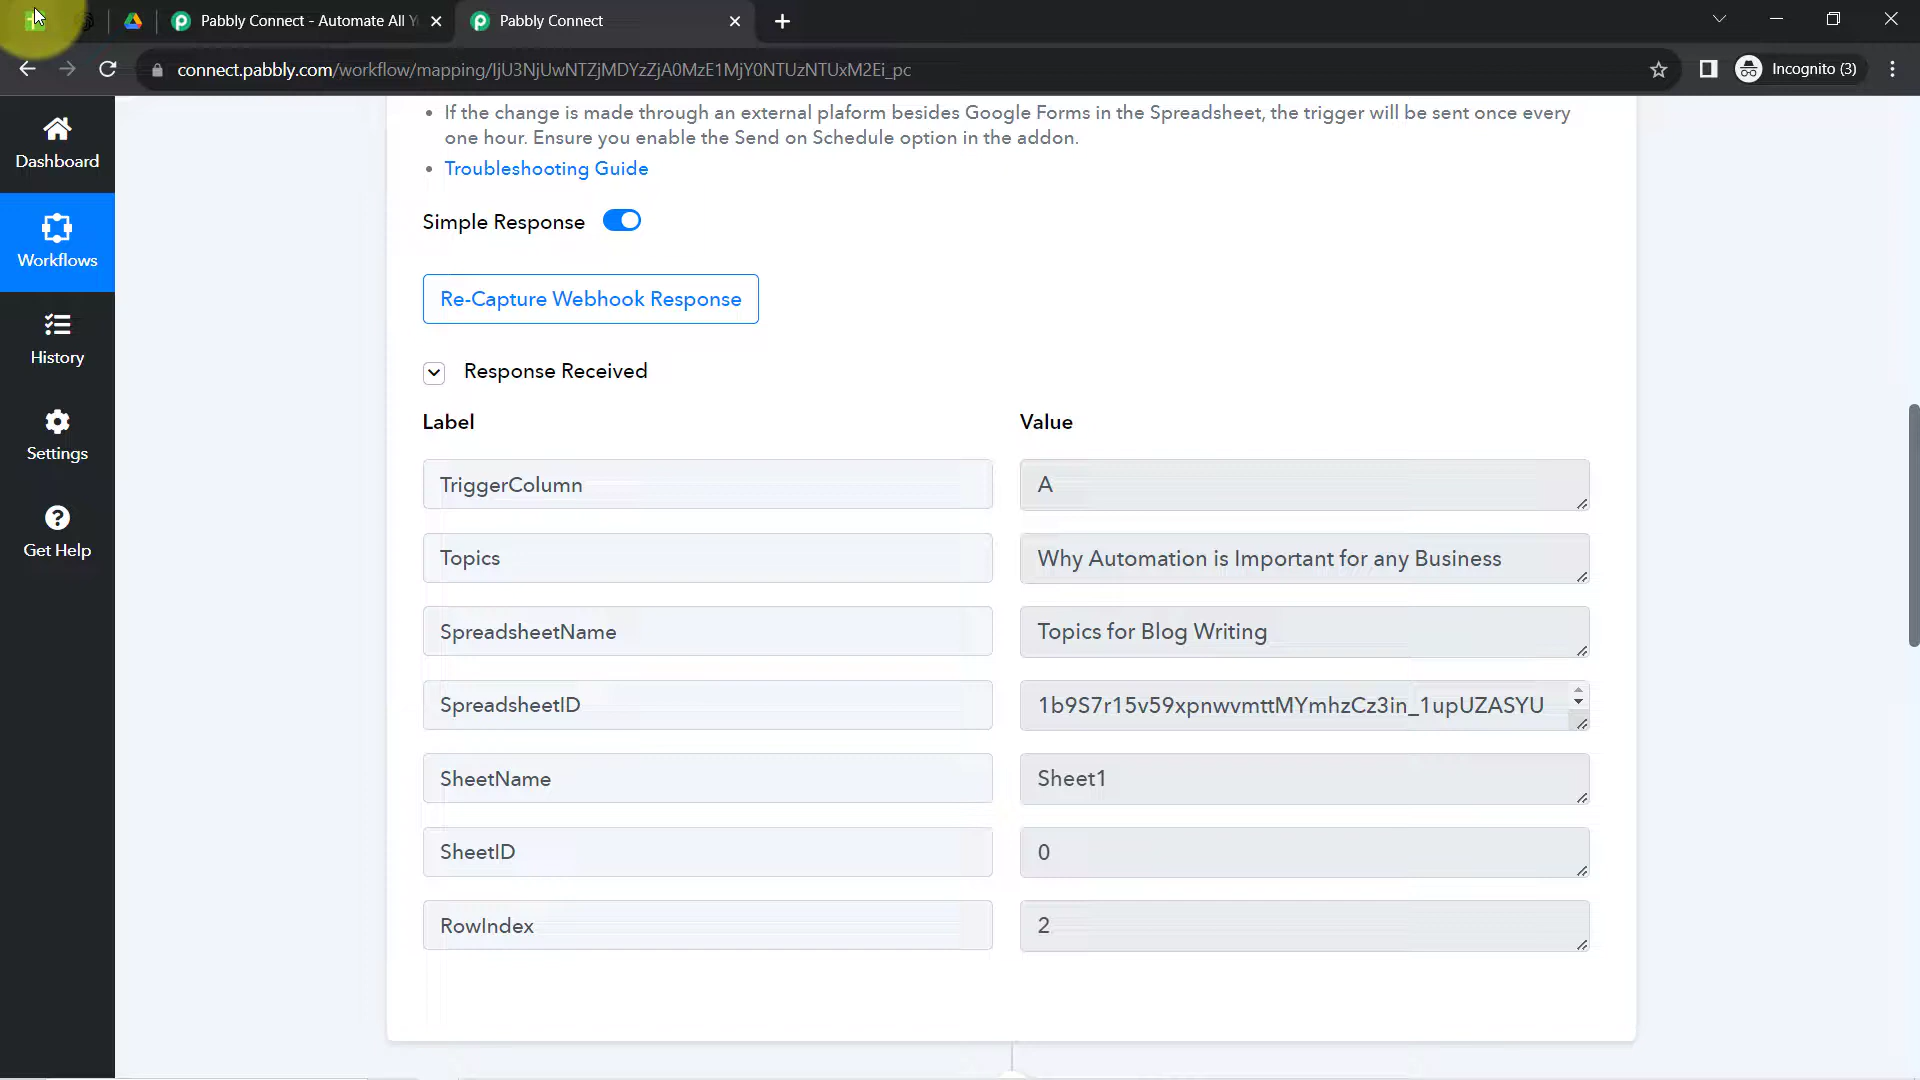 Pabbly Connect - Automate All Y
Pabbly Connect
connect.pabbly.com/workflow/mapping/IjU3NjUwNTZjMDYzZjA0MzE1MjY0NTUzNTUxM2Ei_pc
Incognito (3)
Dashboard
Workflows
History
Settings
Get Help
If the change is made through an external plaform besides Google Forms in the Spreadsheet, the trigger will be sent once every
one hour. Ensure you enable the Send on Schedule option in the addon.
Troubleshooting Guide
Simple Response
Re-Capture Webhook Response
Response Received
Label Value
TriggerColumn A
Topics Why Automation is Important for any Business
SpreadsheetName Topics for Blog Writing
SpreadsheetID 1b9S7r15v59xpnwvmttMYmhzCz3in_1upUZASYU
SheetName Sheet1
SheetID 0
RowIndex 2